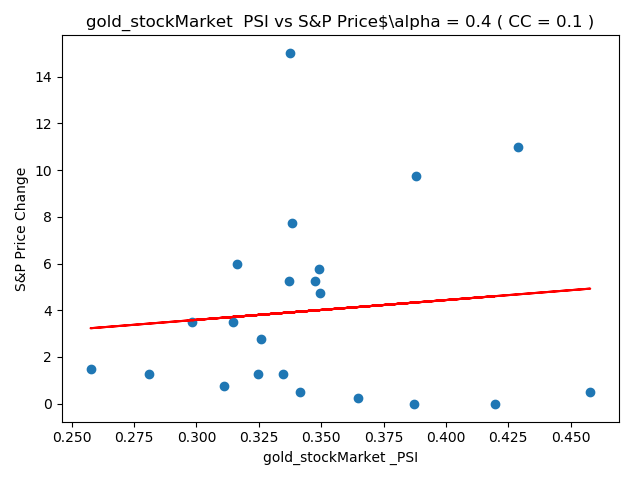 gold_stockMarket  PSI vs S&P Price$\alpha = 0.4 ( CC = 0.1 )
14
12
10
8
6
4
2
0
S&P Price Change
0.250 0.275 0.300 0.325 0.350 0.375 0.400 0.425 0.450
gold_stockMarket _PSI